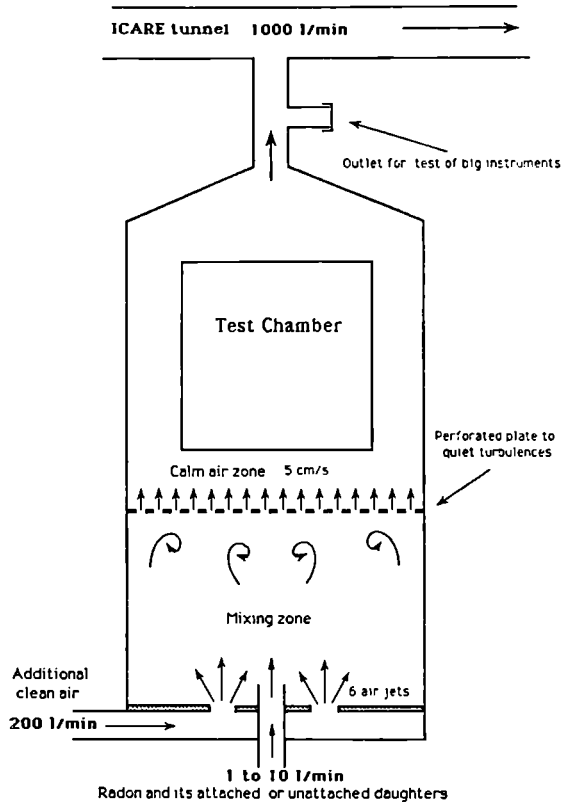 ICARE tunnel 1000 l/min
Outlet for test of big instruments
Test Chamber
Perforated plate to
quiet turbulences
Calm air zone 5 cm/s
Mixing zone
Additional
clean air
6 air jets
200 l/min
1 to 10 l/min
Radon and its attached or unattached daughters